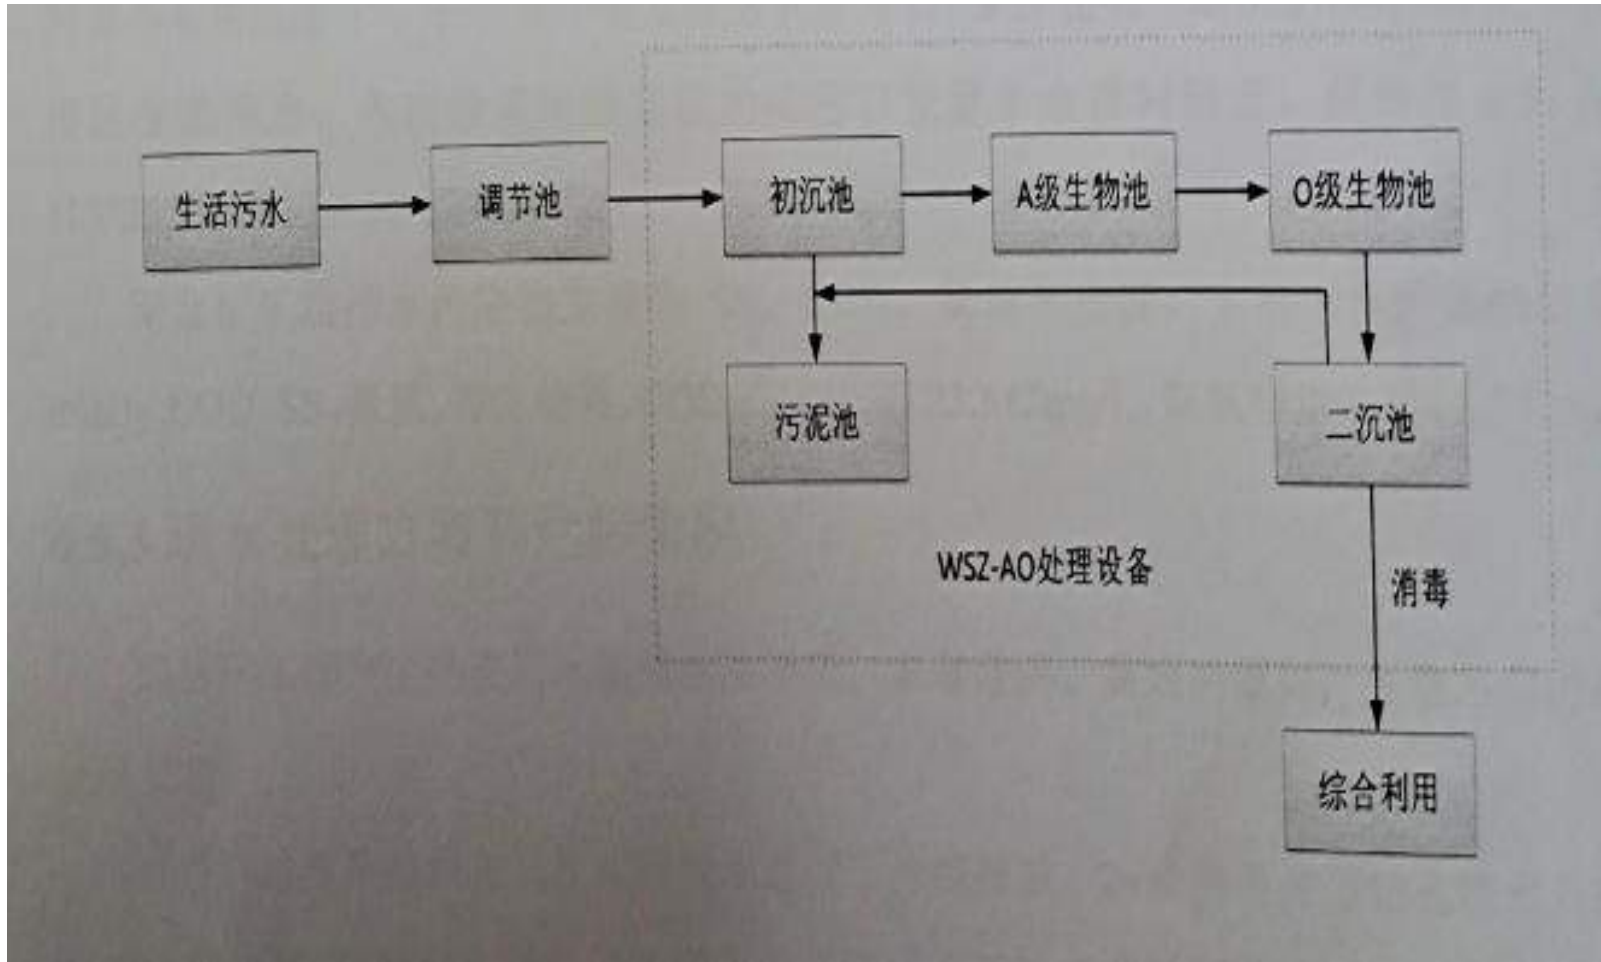 生活污水
调节池
初沉池
A级生物池
O级生物池
污泥池
二沉池
WSZ-AO处理设备
消毒
综合利用